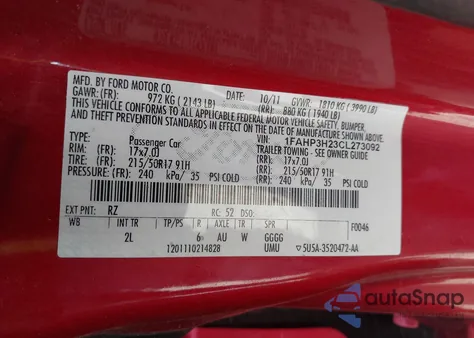 MFD. BY FORD MOTOR CO. DATE: 10/11 GVWR: 1810 KG (3990 LB)
GAWR: (FR): 972 KG (2143 LB) (RR): 880 KG (1940 LB)
THIS VEHICLE CONFORMS TO ALL APPLICABLE FEDERAL MOTOR VEHICLE SAFETY, BUMPER,
AND THEFT PREVENTION STANDARDS IN EFFECT ON THE DATE OF MANUFACTURE SHOWN ABOVE.
VIN: 1FAHP3H23CL273092
TYPE: Passenger Car TRAILER TOWING - SEE OWNER GUIDE
RIM: (FR) 17x7.0J (RR) 17x7.0J
TIRE: (FR) 215/50R17 91H (RR) 215/50R17 91H
PRESSURE: (FR) 240 kPa/ 35 PSI COLD (RR) 240 kPa/ 35 PSI COLD
EXT PNT: RZ RC: 52 DSO: F0046
WB INT TR TP/PS R AXLE TR SPR
2L 6 AU W GGGG
1201110214828 UMU 5U5A-3520472-AA
autoSnap